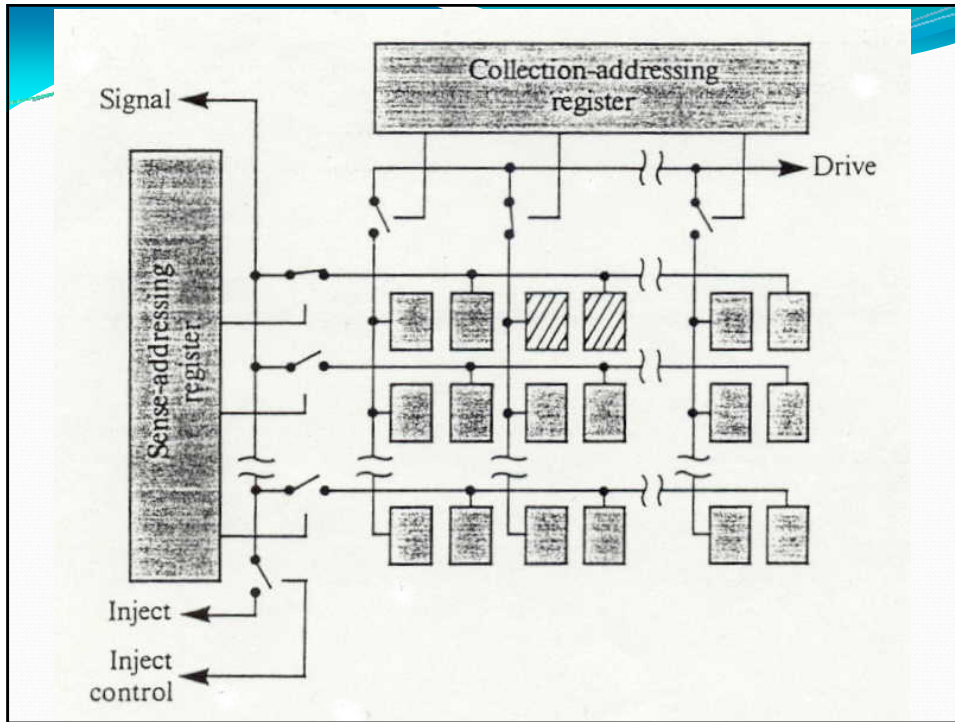 Collection-addressing
register
Signal
Drive
Sense-addressing
register
Inject
Inject
control